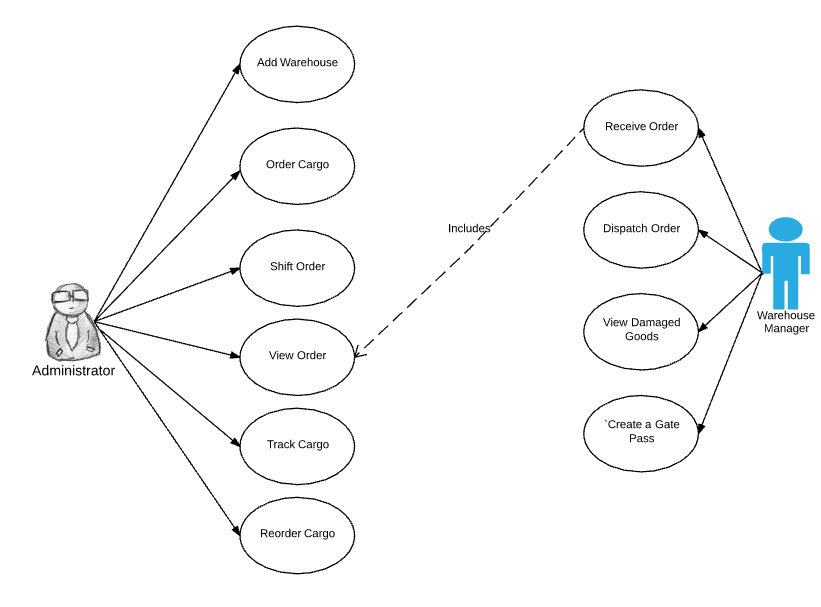 Add Warehouse
Order Cargo
Shift Order
View Order
Track Cargo
Reorder Cargo
Administrator
Includes
Receive Order
Dispatch Order
View Damaged
Goods
`Create a Gate
Pass
Warehouse
Manager